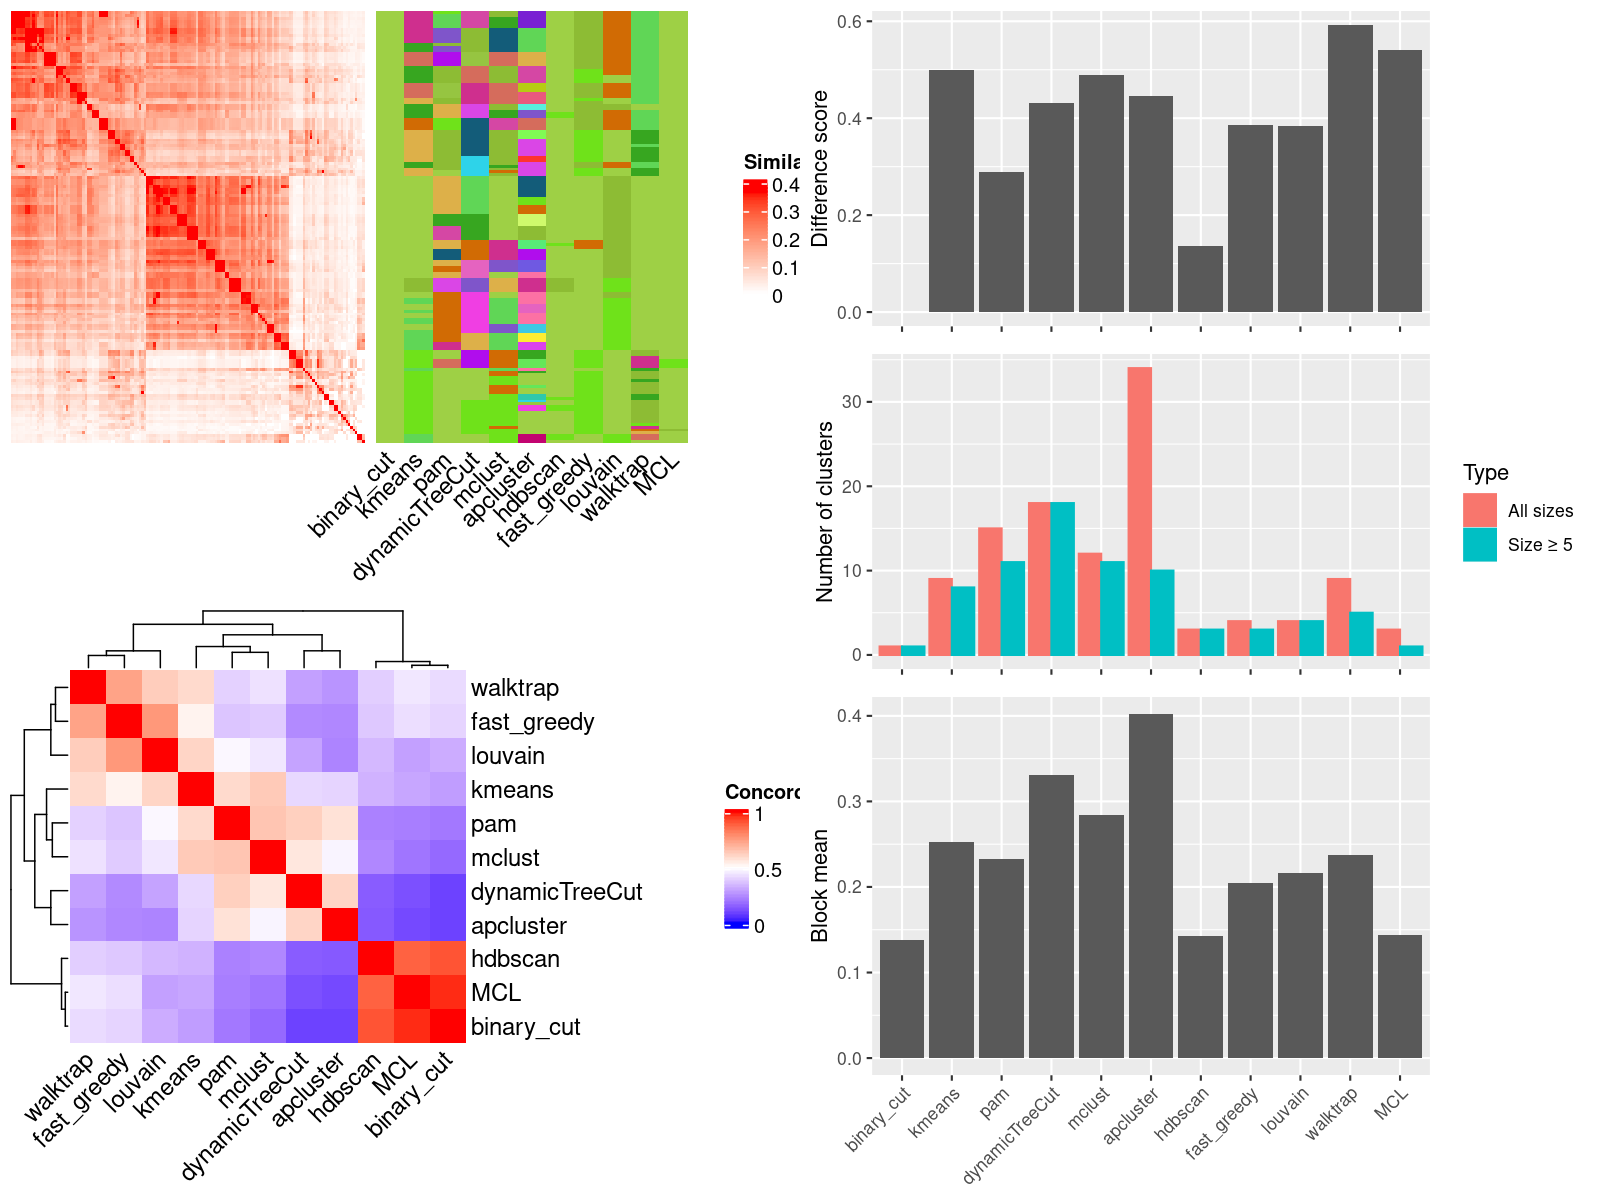 Simila
0.4
0.3
0.2
0.1
0
binary_cut
kmeans
pam
dynamicTreeCut
mclust
apcluster
hdbscan
fast_greedy
louvain
walktrap
MCL
walktrap
fast_greedy
louvain
kmeans
pam
mclust
dynamicTreeCut
apcluster
hdbscan
MCL
binary_cut
walktrap
fast_greedy
louvain
kmeans
pam
mclust
dynamicTreeCut
apcluster
hdbscan
MCL
binary_cut
Concord
1
0.5
0
Difference score
0.6
0.4
0.2
0.0
Number of clusters
30
20
10
0
Type
All sizes
Size ≥ 5
Block mean
0.4
0.3
0.2
0.1
0.0
binary_cut
kmeans
pam
dynamicTreeCut
mclust
apcluster
hdbscan
fast_greedy
louvain
walktrap
MCL